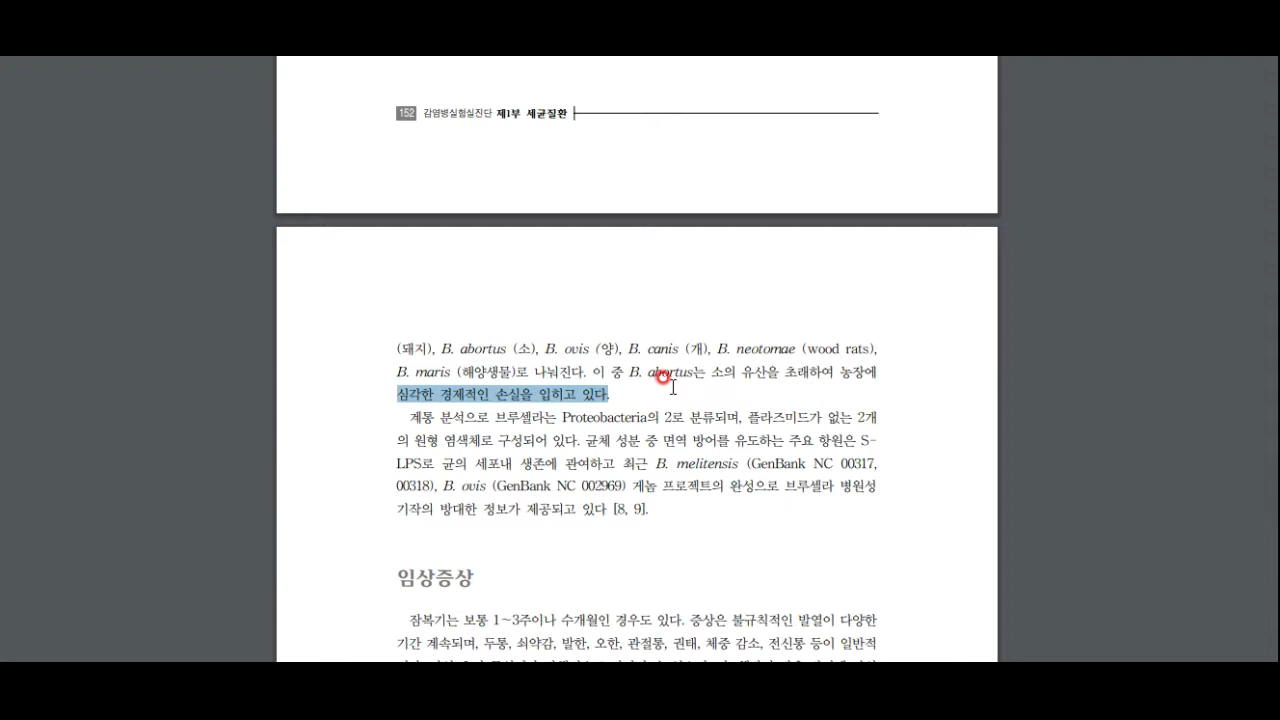 152 감염병실험실진단 제1부 세균질환
(돼지), B. abortus (소), B. ovis (양), B. canis (개), B. neotomae (wood rats),
B. maris (해양생물)로 나눠진다. 이 중 B. abortus는 소의 유산을 초래하여 농장에
심각한 경제적인 손실을 입히고 있다.
계통 분석으로 브루셀라는 Proteobacteria의 2로 분류되며, 플라즈미드가 없는 2개
의 원형 염색체로 구성되어 있다. 균체 성분 중 면역 방어를 유도하는 주요 항원은 S-
LPS로 균의 세포내 생존에 관여하고 최근 B. melitensis (GenBank NC 00317,
00318), B. ovis (GenBank NC 002969) 게놈 프로젝트의 완성으로 브루셀라 병원성
기작의 방대한 정보가 제공되고 있다 [8, 9].
임상증상
잠복기는 보통 1~3주이나 수개월인 경우도 있다. 증상은 불규칙적인 발열이 다양한
기간 계속되며, 두통, 쇠약감, 발한, 오한, 관절통, 권태, 체중 감소, 전신통 등이 일반적